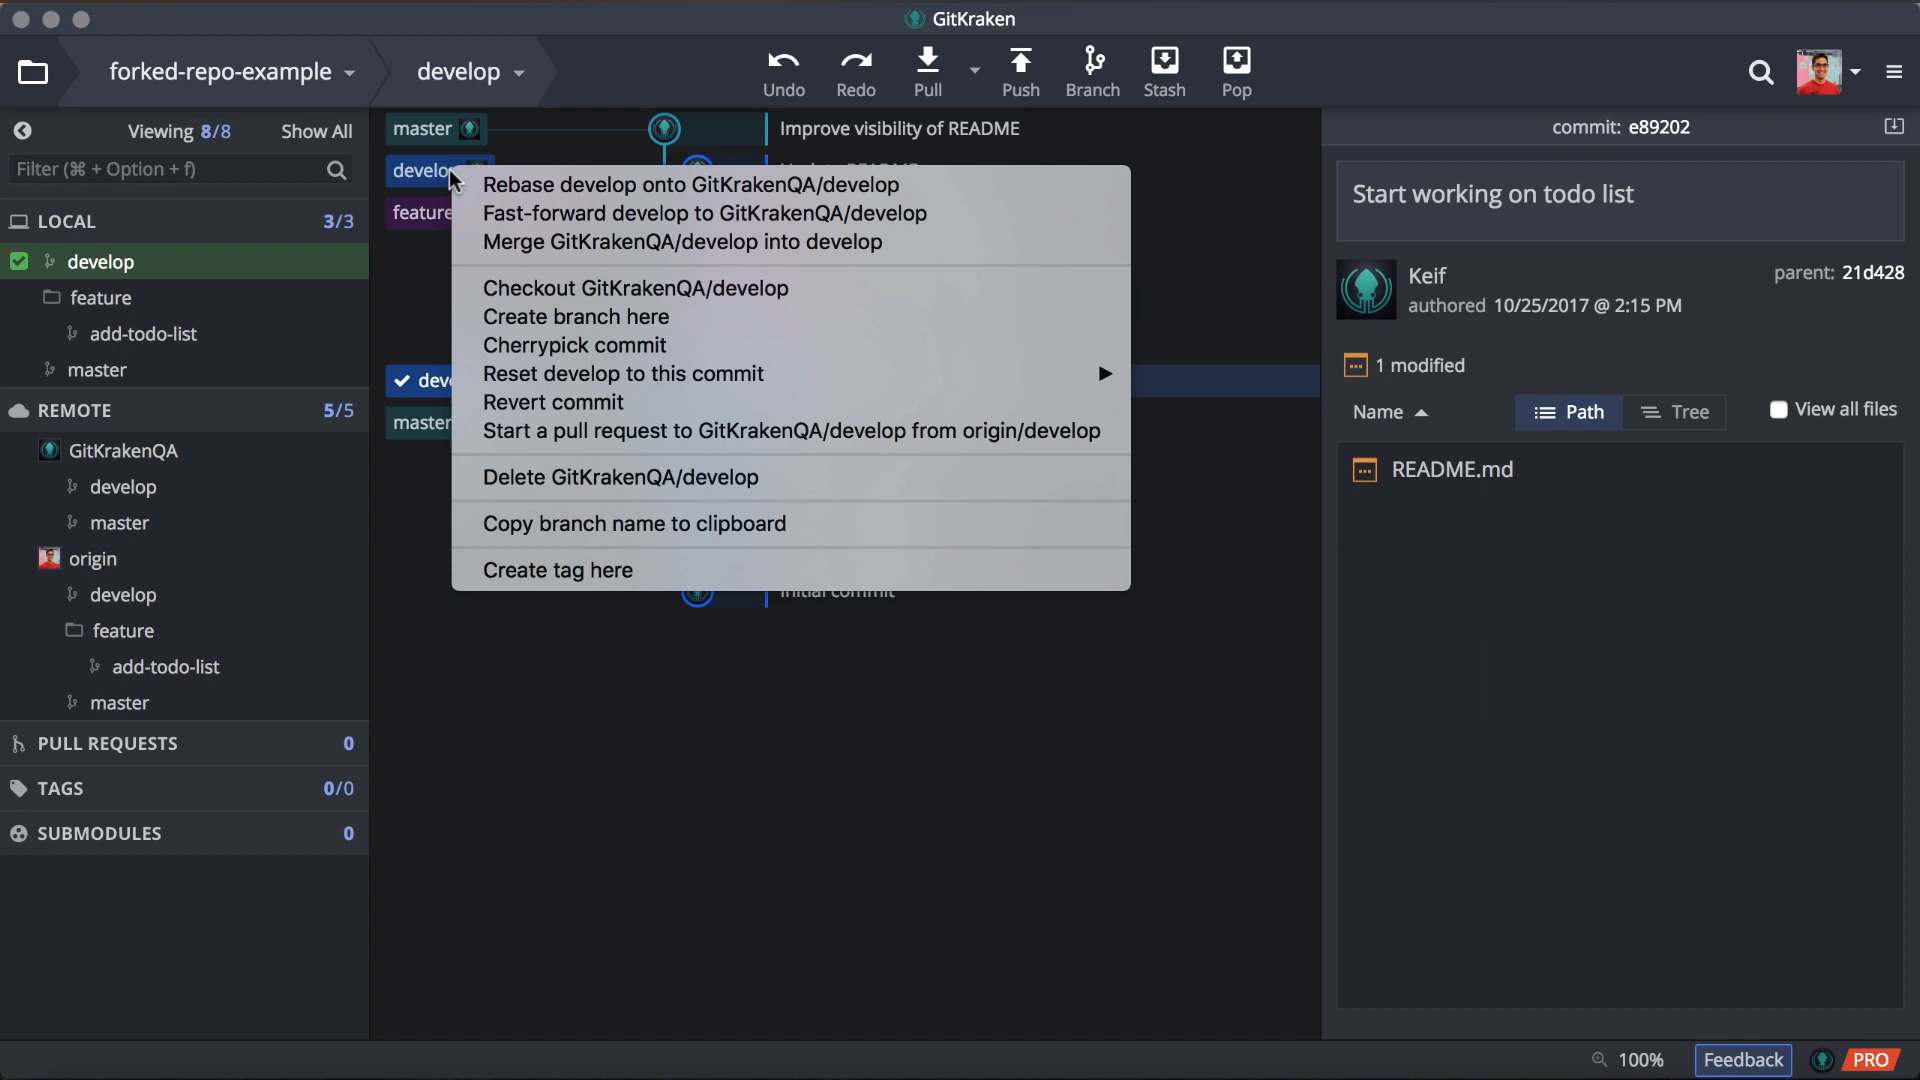 GitKraken
forked-repo-example
develop
Undo
Redo
Pull
Push
Branch
Stash
Pop
Viewing 8/8
Show All
Filter (⌘ + Option + f)
LOCAL 3/3
develop
feature
add-todo-list
master
REMOTE 5/5
GitKrakenQA
develop
master
origin
develop
feature
add-todo-list
master
PULL REQUESTS 0
TAGS 0/0
SUBMODULES 0
master
Improve visibility of README
develop
feature
dev
master
Rebase develop onto GitKrakenQA/develop
Fast-forward develop to GitKrakenQA/develop
Merge GitKrakenQA/develop into develop
Checkout GitKrakenQA/develop
Create branch here
Cherrypick commit
Reset develop to this commit
Revert commit
Start a pull request to GitKrakenQA/develop from origin/develop
Delete GitKrakenQA/develop
Copy branch name to clipboard
Create tag here
Initial commit
commit: e89202
Start working on todo list
Keif
parent: 21d428
authored 10/25/2017 @ 2:15 PM
1 modified
Name
Path
Tree
View all files
README.md
100%
Feedback
PRO